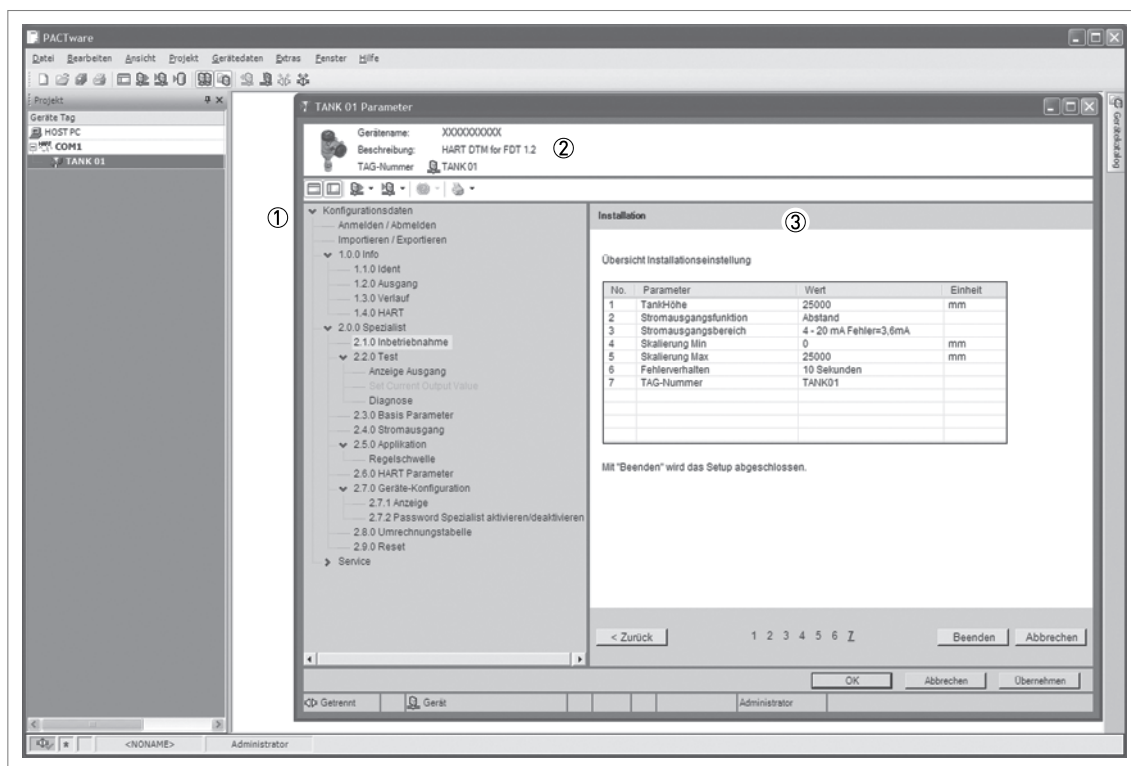 PACTware
Datei Bearbeiten Ansicht Projekt Gerätedaten Extras Fenster Hilfe
Projekt
Geräte Tag
HOST PC
COM1
TANK 01
TANK 01 Parameter
Gerätename: XXXXXXXXXX
Beschreibung: HART DTM for FDT 1.2
TAG-Nummer TANK 01
②
①
Konfigurationsdaten
Anmelden / Abmelden
Importieren / Exportieren
1.0.0 Info
1.1.0 Ident
1.2.0 Ausgang
1.3.0 Verlauf
1.4.0 HART
2.0.0 Spezialist
2.1.0 Inbetriebnahme
2.2.0 Test
Anzeige Ausgang
Set Current Output Value
Diagnose
2.3.0 Basis Parameter
2.4.0 Stromausgang
2.5.0 Applikation
Regelschwelle
2.6.0 HART Parameter
2.7.0 Geräte-Konfiguration
2.7.1 Anzeige
2.7.2 Password Spezialist aktivieren/deaktivieren
2.8.0 Umrechnungstabelle
2.9.0 Reset
Service
Installation
③
Übersicht Installationseinstellung
No. Parameter Wert Einheit
1 TankHöhe 25000 mm
2 Stromausgangsfunktion Abstand
3 Stromausgangsbereich 4 - 20 mA Fehler=3,6mA
4 Skalierung Min 0 mm
5 Skalierung Max 25000 mm
6 Fehlerverhalten 10 Sekunden
7 TAG-Nummer TANK01
Mit "Beenden" wird das Setup abgeschlossen.
< Zurück 1 2 3 4 5 6 7 Beenden Abbrechen
OK Abbrechen Übernehmen
Getrennt Gerät Administrator
Gerätekatalog
<NONAME> Administrator